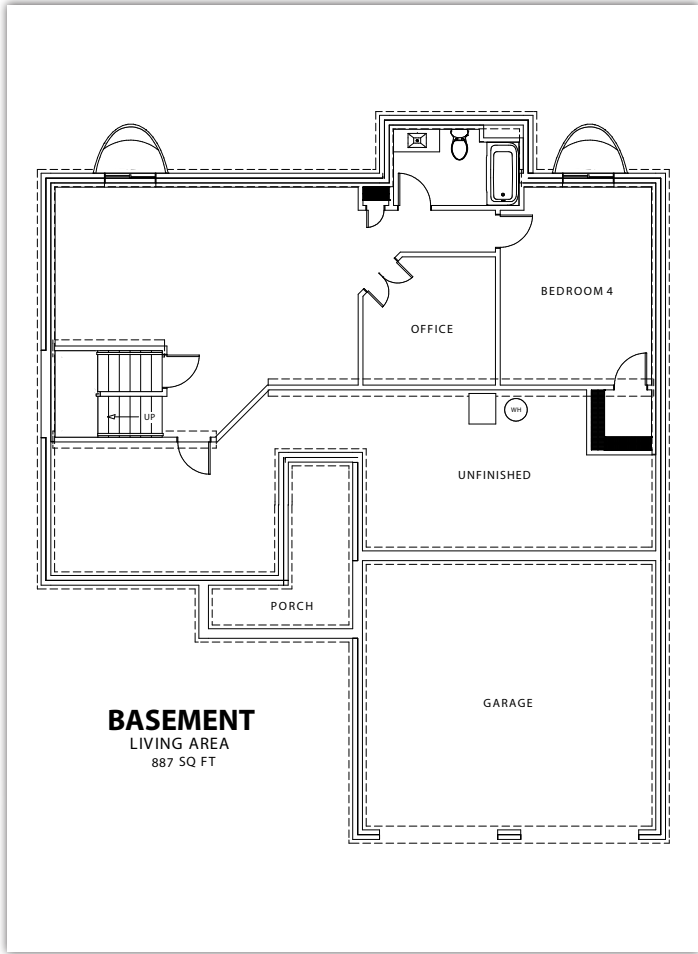 BEDROOM 4
OFFICE
UP
WH
UNFINISHED
PORCH
GARAGE
BASEMENT
LIVING AREA
887 SQ FT